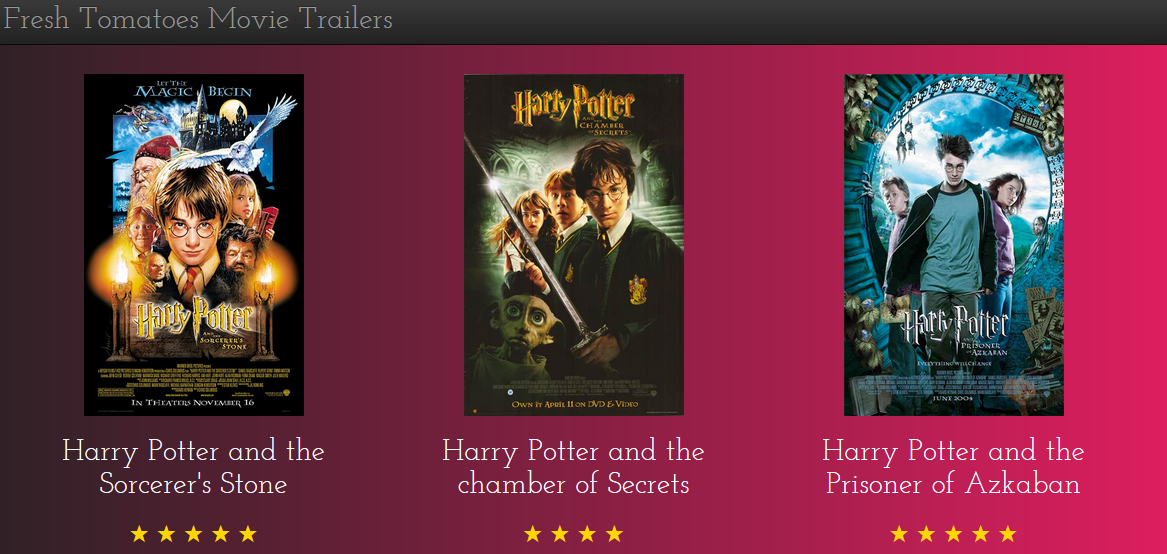 Fresh Tomatoes Movie Trailers
LET THE
MAGIC BEGIN
Harry Potter
AND THE
SORCERER'S
STONE
IN THEATERS NOVEMBER 16
Harry Potter and the
Sorcerer's Stone
Harry Potter
AND THE
CHAMBER
OF SECRETS
OWN IT APRIL 11 ON DVD & VIDEO
Harry Potter and the
chamber of Secrets
Harry Potter
AND THE
PRISONER OF
AZKABAN
EVERYTHING WILL CHANGE
JUNE 2004
Harry Potter and the
Prisoner of Azkaban